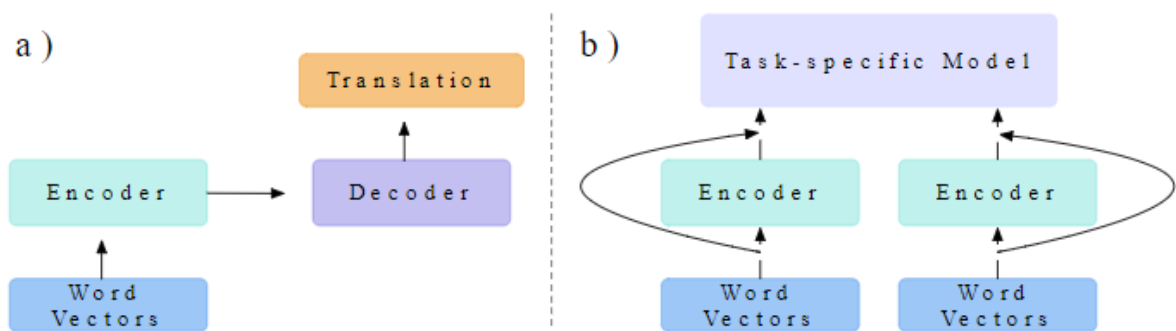 a )
Translation
Encoder
Decoder
Word
Vectors
b )
Task-specific Model
Encoder
Encoder
Word
Vectors
Word
Vectors